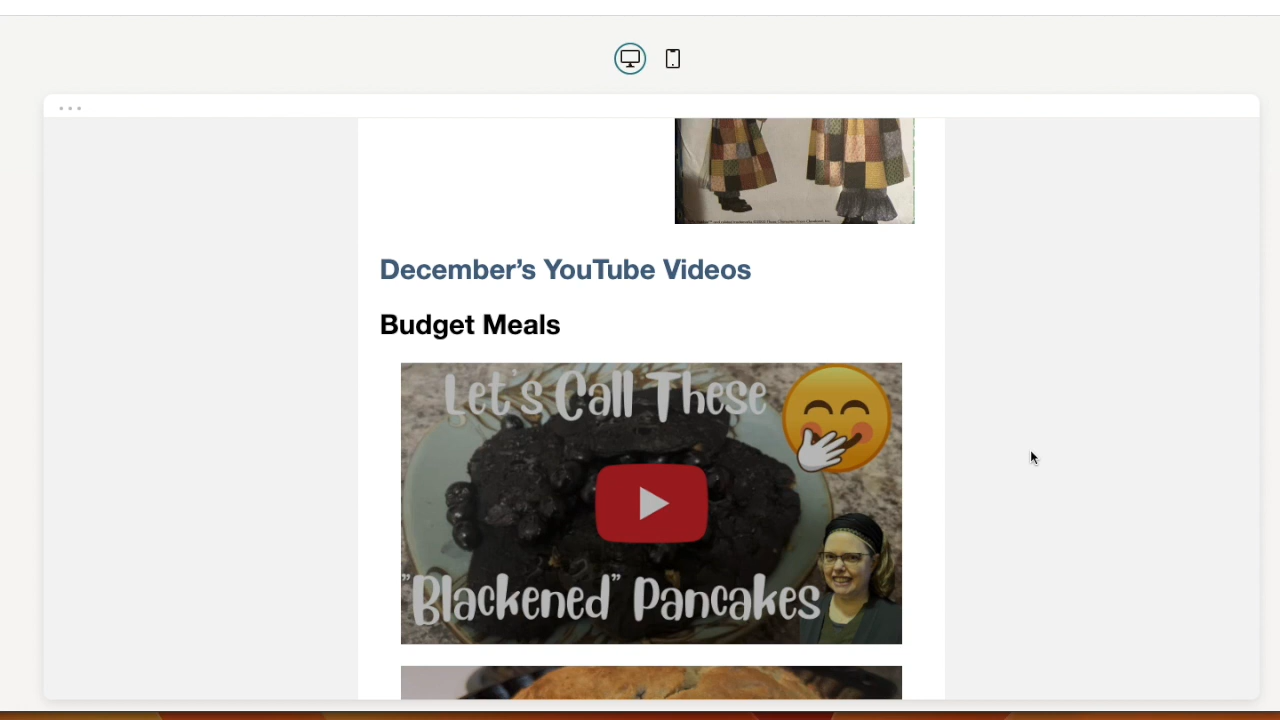 December’s YouTube Videos
Budget Meals
Let's Call These
"Blackened" Pancakes